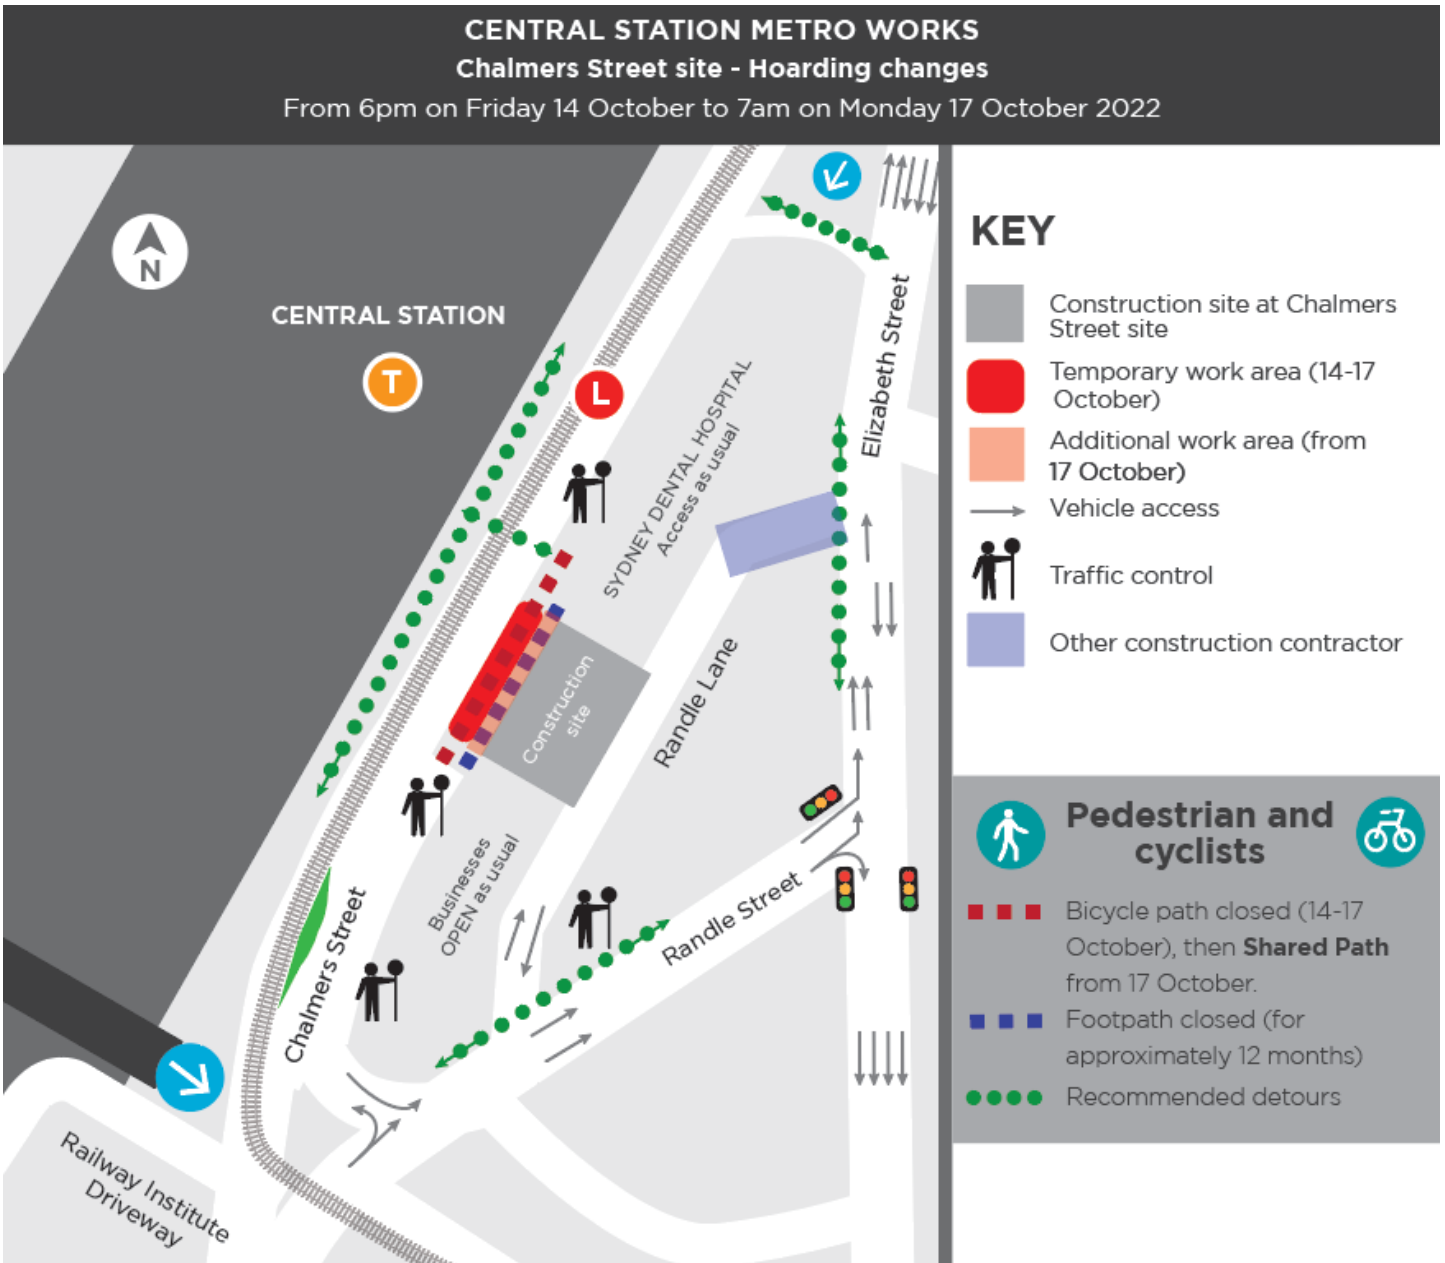 CENTRAL STATION METRO WORKS
Chalmers Street site - Hoarding changes
From 6pm on Friday 14 October to 7am on Monday 17 October 2022
N
CENTRAL STATION
T
L
SYDNEY DENTAL HOSPITAL
Access as usual
Elizabeth Street
Construction
site
Randle Lane
Businesses
OPEN as usual
Randle Street
Chalmers Street
Railway Institute
Driveway
KEY
Construction site at Chalmers
Street site
Temporary work area (14-17
October)
Additional work area (from
17 October)
Vehicle access
Traffic control
Other construction contractor
Pedestrian and
cyclists
Bicycle path closed (14-17
October), then Shared Path
from 17 October.
Footpath closed (for
approximately 12 months)
Recommended detours